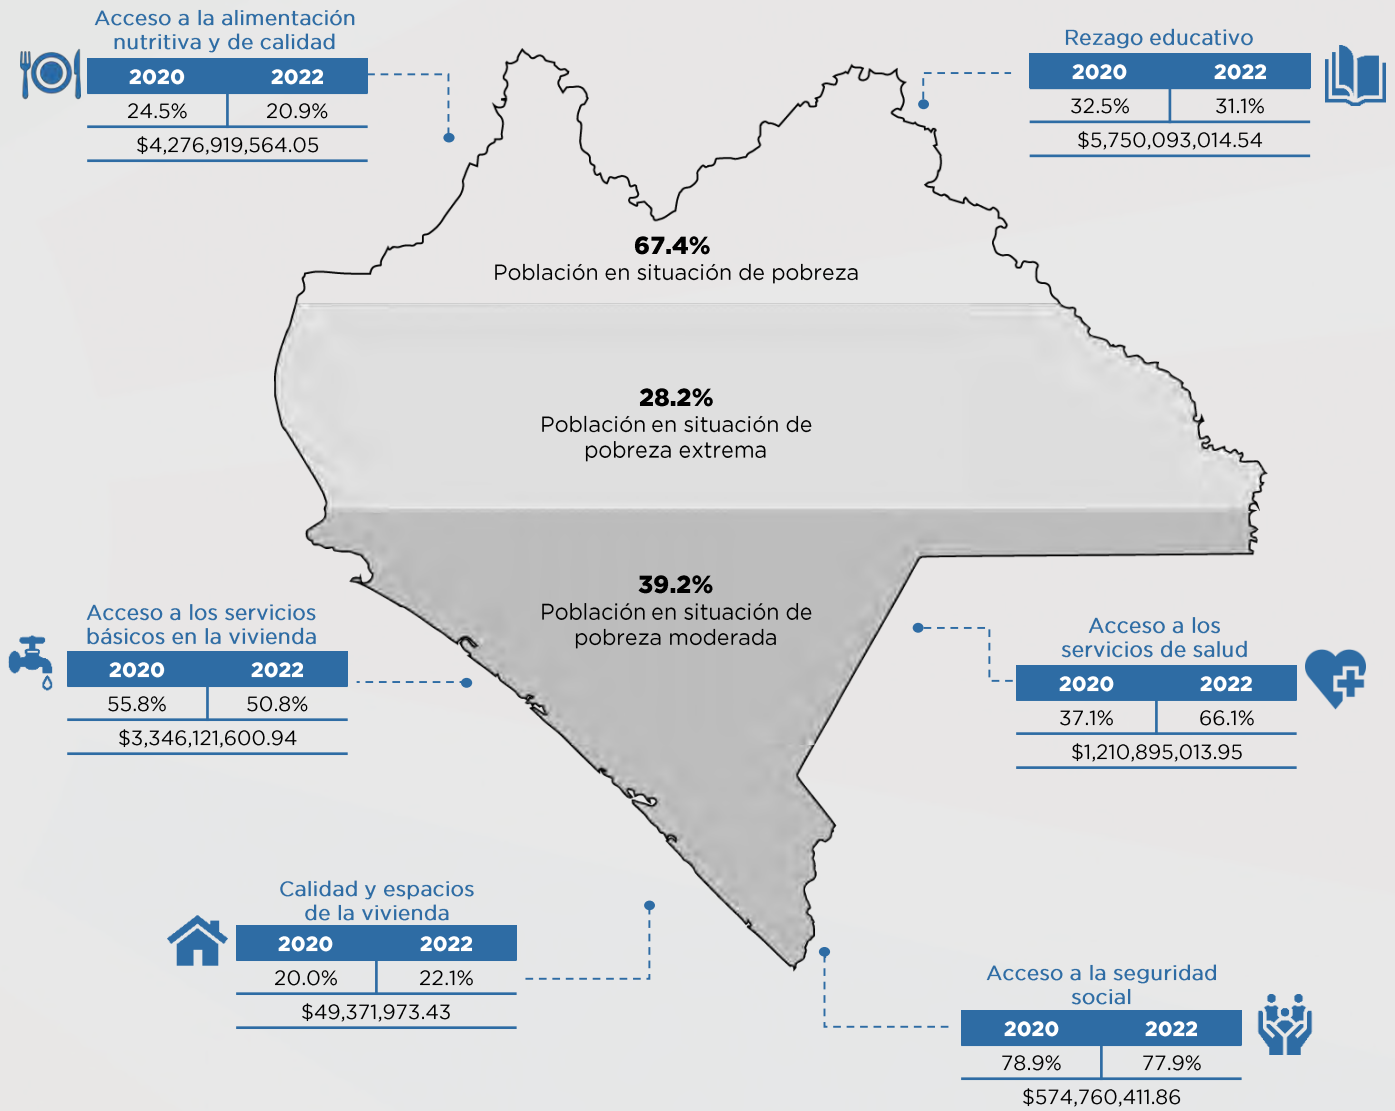 Acceso a la alimentación
nutritiva y de calidad
2020 2022
24.5% 20.9%
$4,276,919,564.05
Rezago educativo
2020 2022
32.5% 31.1%
$5,750,093,014.54
67.4%
Población en situación de pobreza
28.2%
Población en situación de
pobreza extrema
39.2%
Población en situación de
pobreza moderada
Acceso a los servicios
básicos en la vivienda
2020 2022
55.8% 50.8%
$3,346,121,600.94
Acceso a los
servicios de salud
2020 2022
37.1% 66.1%
$1,210,895,013.95
Calidad y espacios
de la vivienda
2020 2022
20.0% 22.1%
$49,371,973.43
Acceso a la seguridad
social
2020 2022
78.9% 77.9%
$574,760,411.86